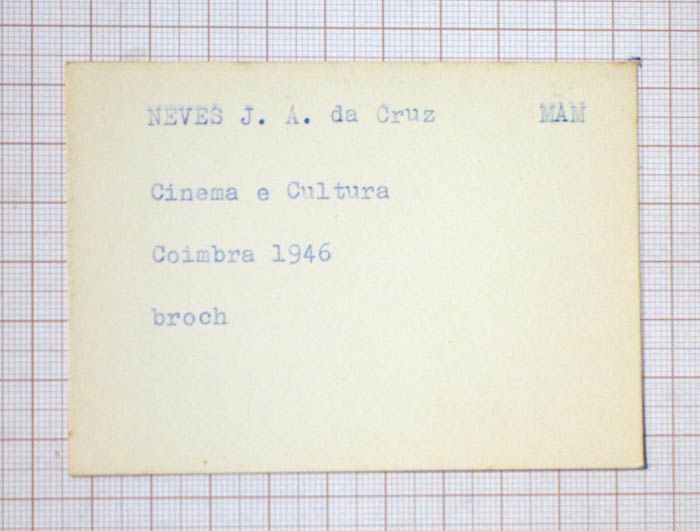 NEVES J. A. da Cruz MAM
Cinema e Cultura
Coimbra 1946
broch